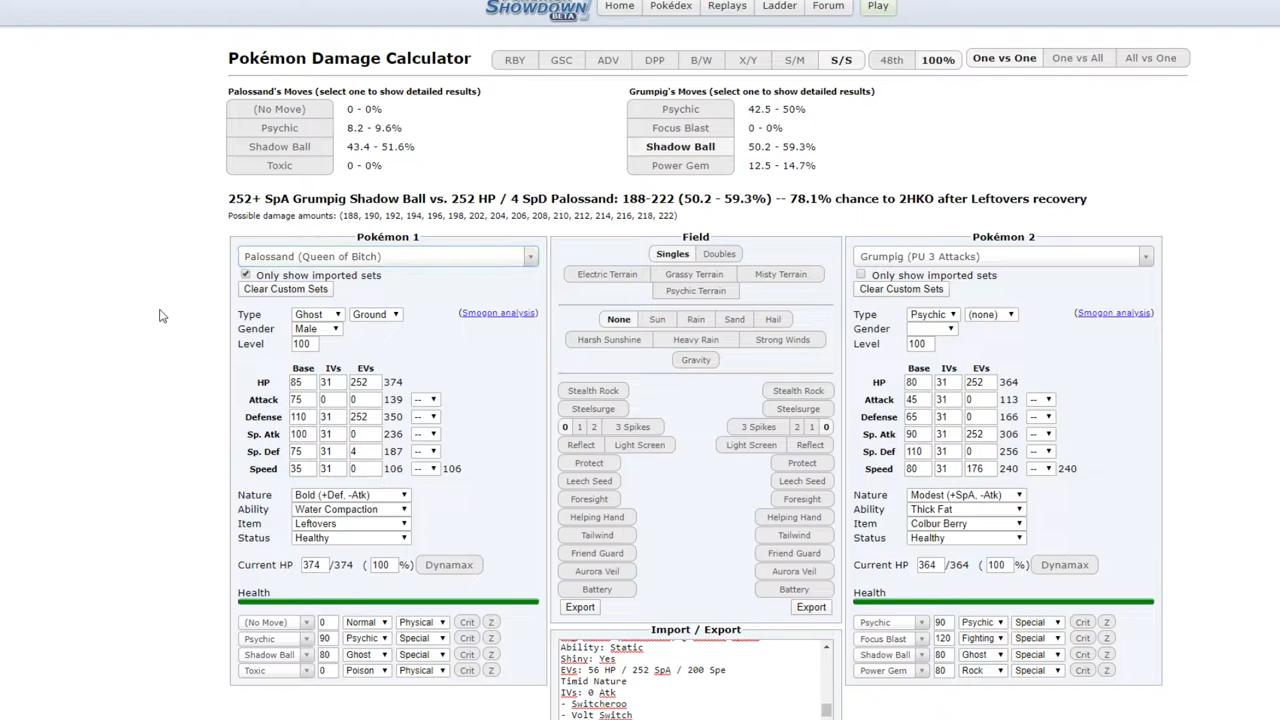 SHOWDOWN
BETA
Home Pokédex Replays Ladder Forum Play
Pokémon Damage Calculator RBY GSC ADV DPP B/W X/Y S/M S/S 48th 100% One vs One One vs All All vs One
Palossand's Moves (select one to show detailed results) Grumpig's Moves (select one to show detailed results)
(No Move) 0 - 0% Psychic 42.5 - 50%
Psychic 8.2 - 9.6% Focus Blast 0 - 0%
Shadow Ball 43.4 - 51.6% Shadow Ball 50.2 - 59.3%
Toxic 0 - 0% Power Gem 12.5 - 14.7%
252+ SpA Grumpig Shadow Ball vs. 252 HP / 4 SpD Palossand: 188-222 (50.2 - 59.3%) -- 78.1% chance to 2HKO after Leftovers recovery
Possible damage amounts: (188, 190, 192, 194, 196, 198, 202, 204, 206, 208, 210, 212, 214, 216, 218, 222)
Pokémon 1
Palossand (Queen of Bitch)
Only show imported sets
Clear Custom Sets
Type Ghost Ground (Smogon analysis)
Gender Male
Level 100
Base IVs EVs
HP 85 31 252 374
Attack 75 0 0 139 --
Defense 110 31 252 350 --
Sp. Atk 100 31 0 236 --
Sp. Def 75 31 4 187 --
Speed 35 31 0 106 -- 106
Nature Bold (+Def, -Atk)
Ability Water Compaction
Item Leftovers
Status Healthy
Current HP 374 /374 ( 100 %) Dynamax
Health
(No Move) 0 Normal Physical Crit Z
Psychic 90 Psychic Special Crit Z
Shadow Ball 80 Ghost Special Crit Z
Toxic 0 Poison Physical Crit Z
Field
Singles Doubles
Electric Terrain Grassy Terrain Misty Terrain
Psychic Terrain
None Sun Rain Sand Hail
Harsh Sunshine Heavy Rain Strong Winds
Gravity
Stealth Rock Stealth Rock
Steelsurge Steelsurge
0 1 2 3 Spikes 3 Spikes 2 1 0
Reflect Light Screen Light Screen Reflect
Protect Protect
Leech Seed Leech Seed
Foresight Foresight
Helping Hand Helping Hand
Tailwind Tailwind
Friend Guard Friend Guard
Aurora Veil Aurora Veil
Battery Battery
Export Export
Import / Export
Ability: Static
Shiny: Yes
EVs: 56 HP / 252 SpA / 200 Spe
Timid Nature
IVs: 0 Atk
- Switcheroo
- Volt Switch
Pokémon 2
Grumpig (PU 3 Attacks)
Only show imported sets
Clear Custom Sets
Type Psychic (none) (Smogon analysis)
Gender
Level 100
Base IVs EVs
HP 80 31 252 364
Attack 45 31 0 113 --
Defense 65 31 0 166 --
Sp. Atk 90 31 252 306 --
Sp. Def 110 31 0 256 --
Speed 80 31 176 240 -- 240
Nature Modest (+SpA, -Atk)
Ability Thick Fat
Item Colbur Berry
Status Healthy
Current HP 364 /364 ( 100 %) Dynamax
Health
Psychic 90 Psychic Special Crit Z
Focus Blast 120 Fighting Special Crit Z
Shadow Ball 80 Ghost Special Crit Z
Power Gem 80 Rock Special Crit Z